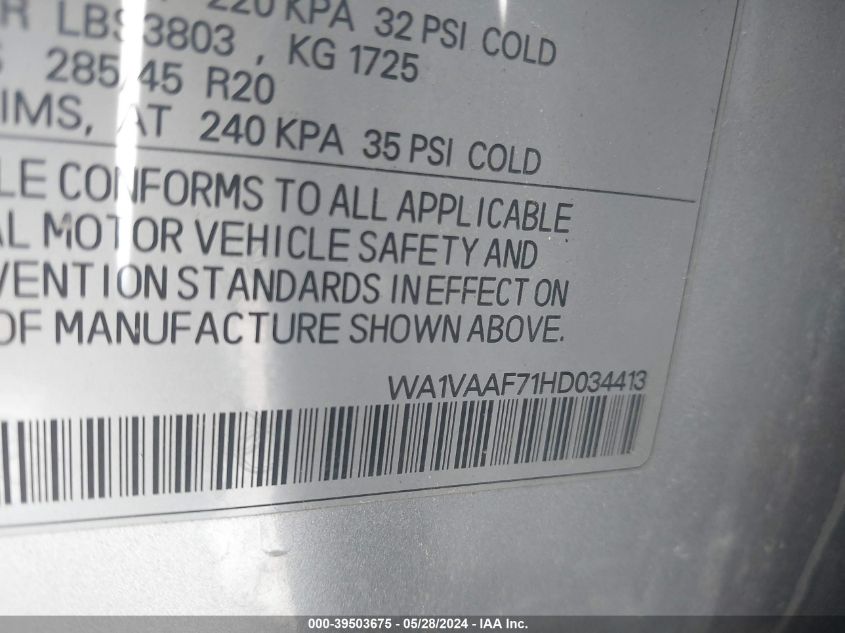 220 KPA 32 PSI COLD
R LBS 3803 , KG 1725
285/45 R20
IMS, AT 240 KPA 35 PSI COLD
LE CONFORMS TO ALL APPLICABLE
AL MOTOR VEHICLE SAFETY AND
VENTION STANDARDS IN EFFECT ON
OF MANUFACTURE SHOWN ABOVE.
WA1VAAF71HD034413
000-39503675 - 05/28/2024 - IAA Inc.